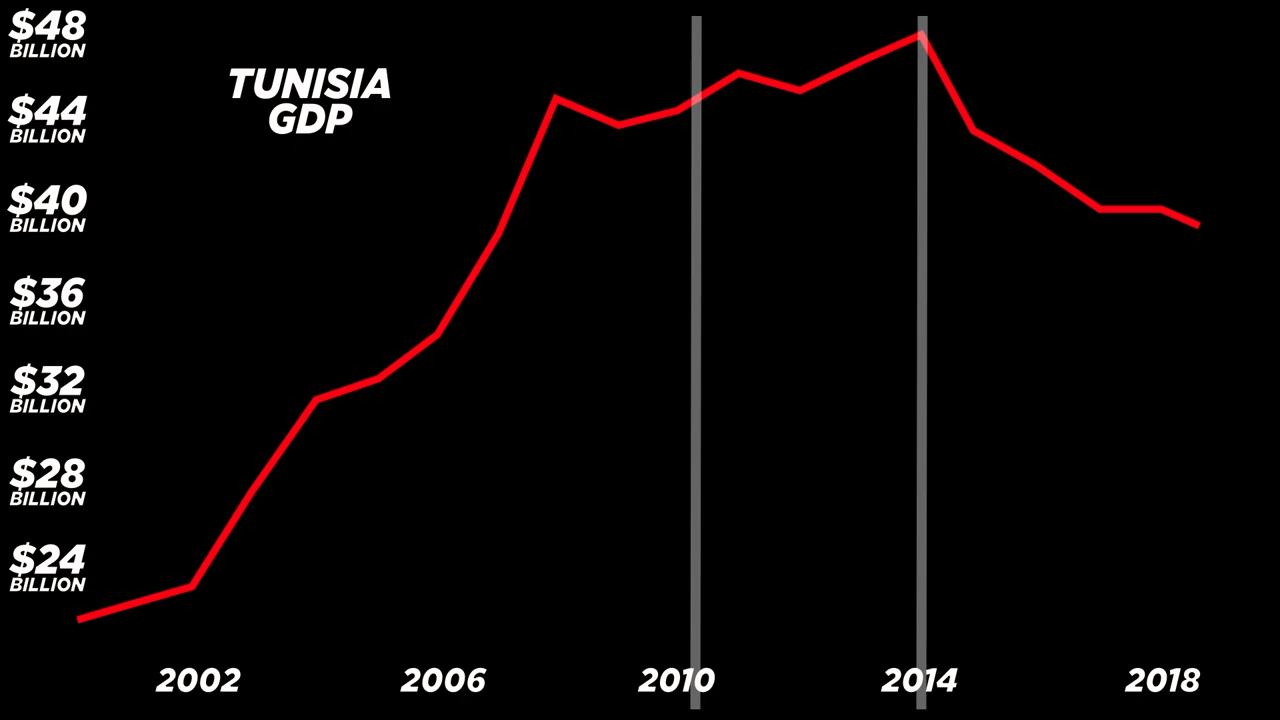 $48
BILLION
TUNISIA
GDP
$44
BILLION
$40
BILLION
$36
BILLION
$32
BILLION
$28
BILLION
$24
BILLION
2002 2006 2010 2014 2018